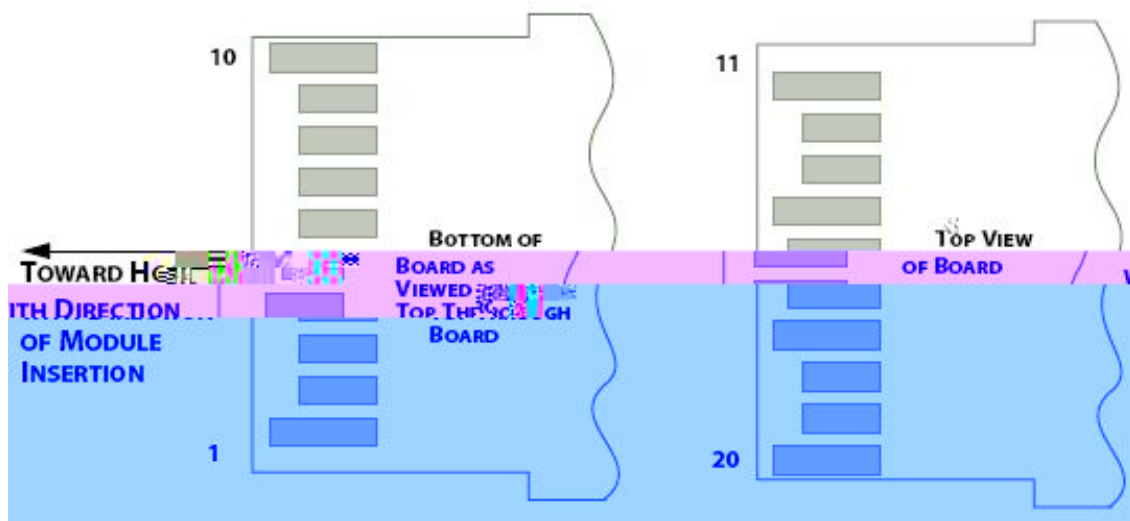 10
11
BOTTOM OF
BOARD AS
VIEWED
BOARD
TOP VIEW
OF BOARD
TOWARD
ITH DIRECTION
OF MODULE
INSERTION
1
20